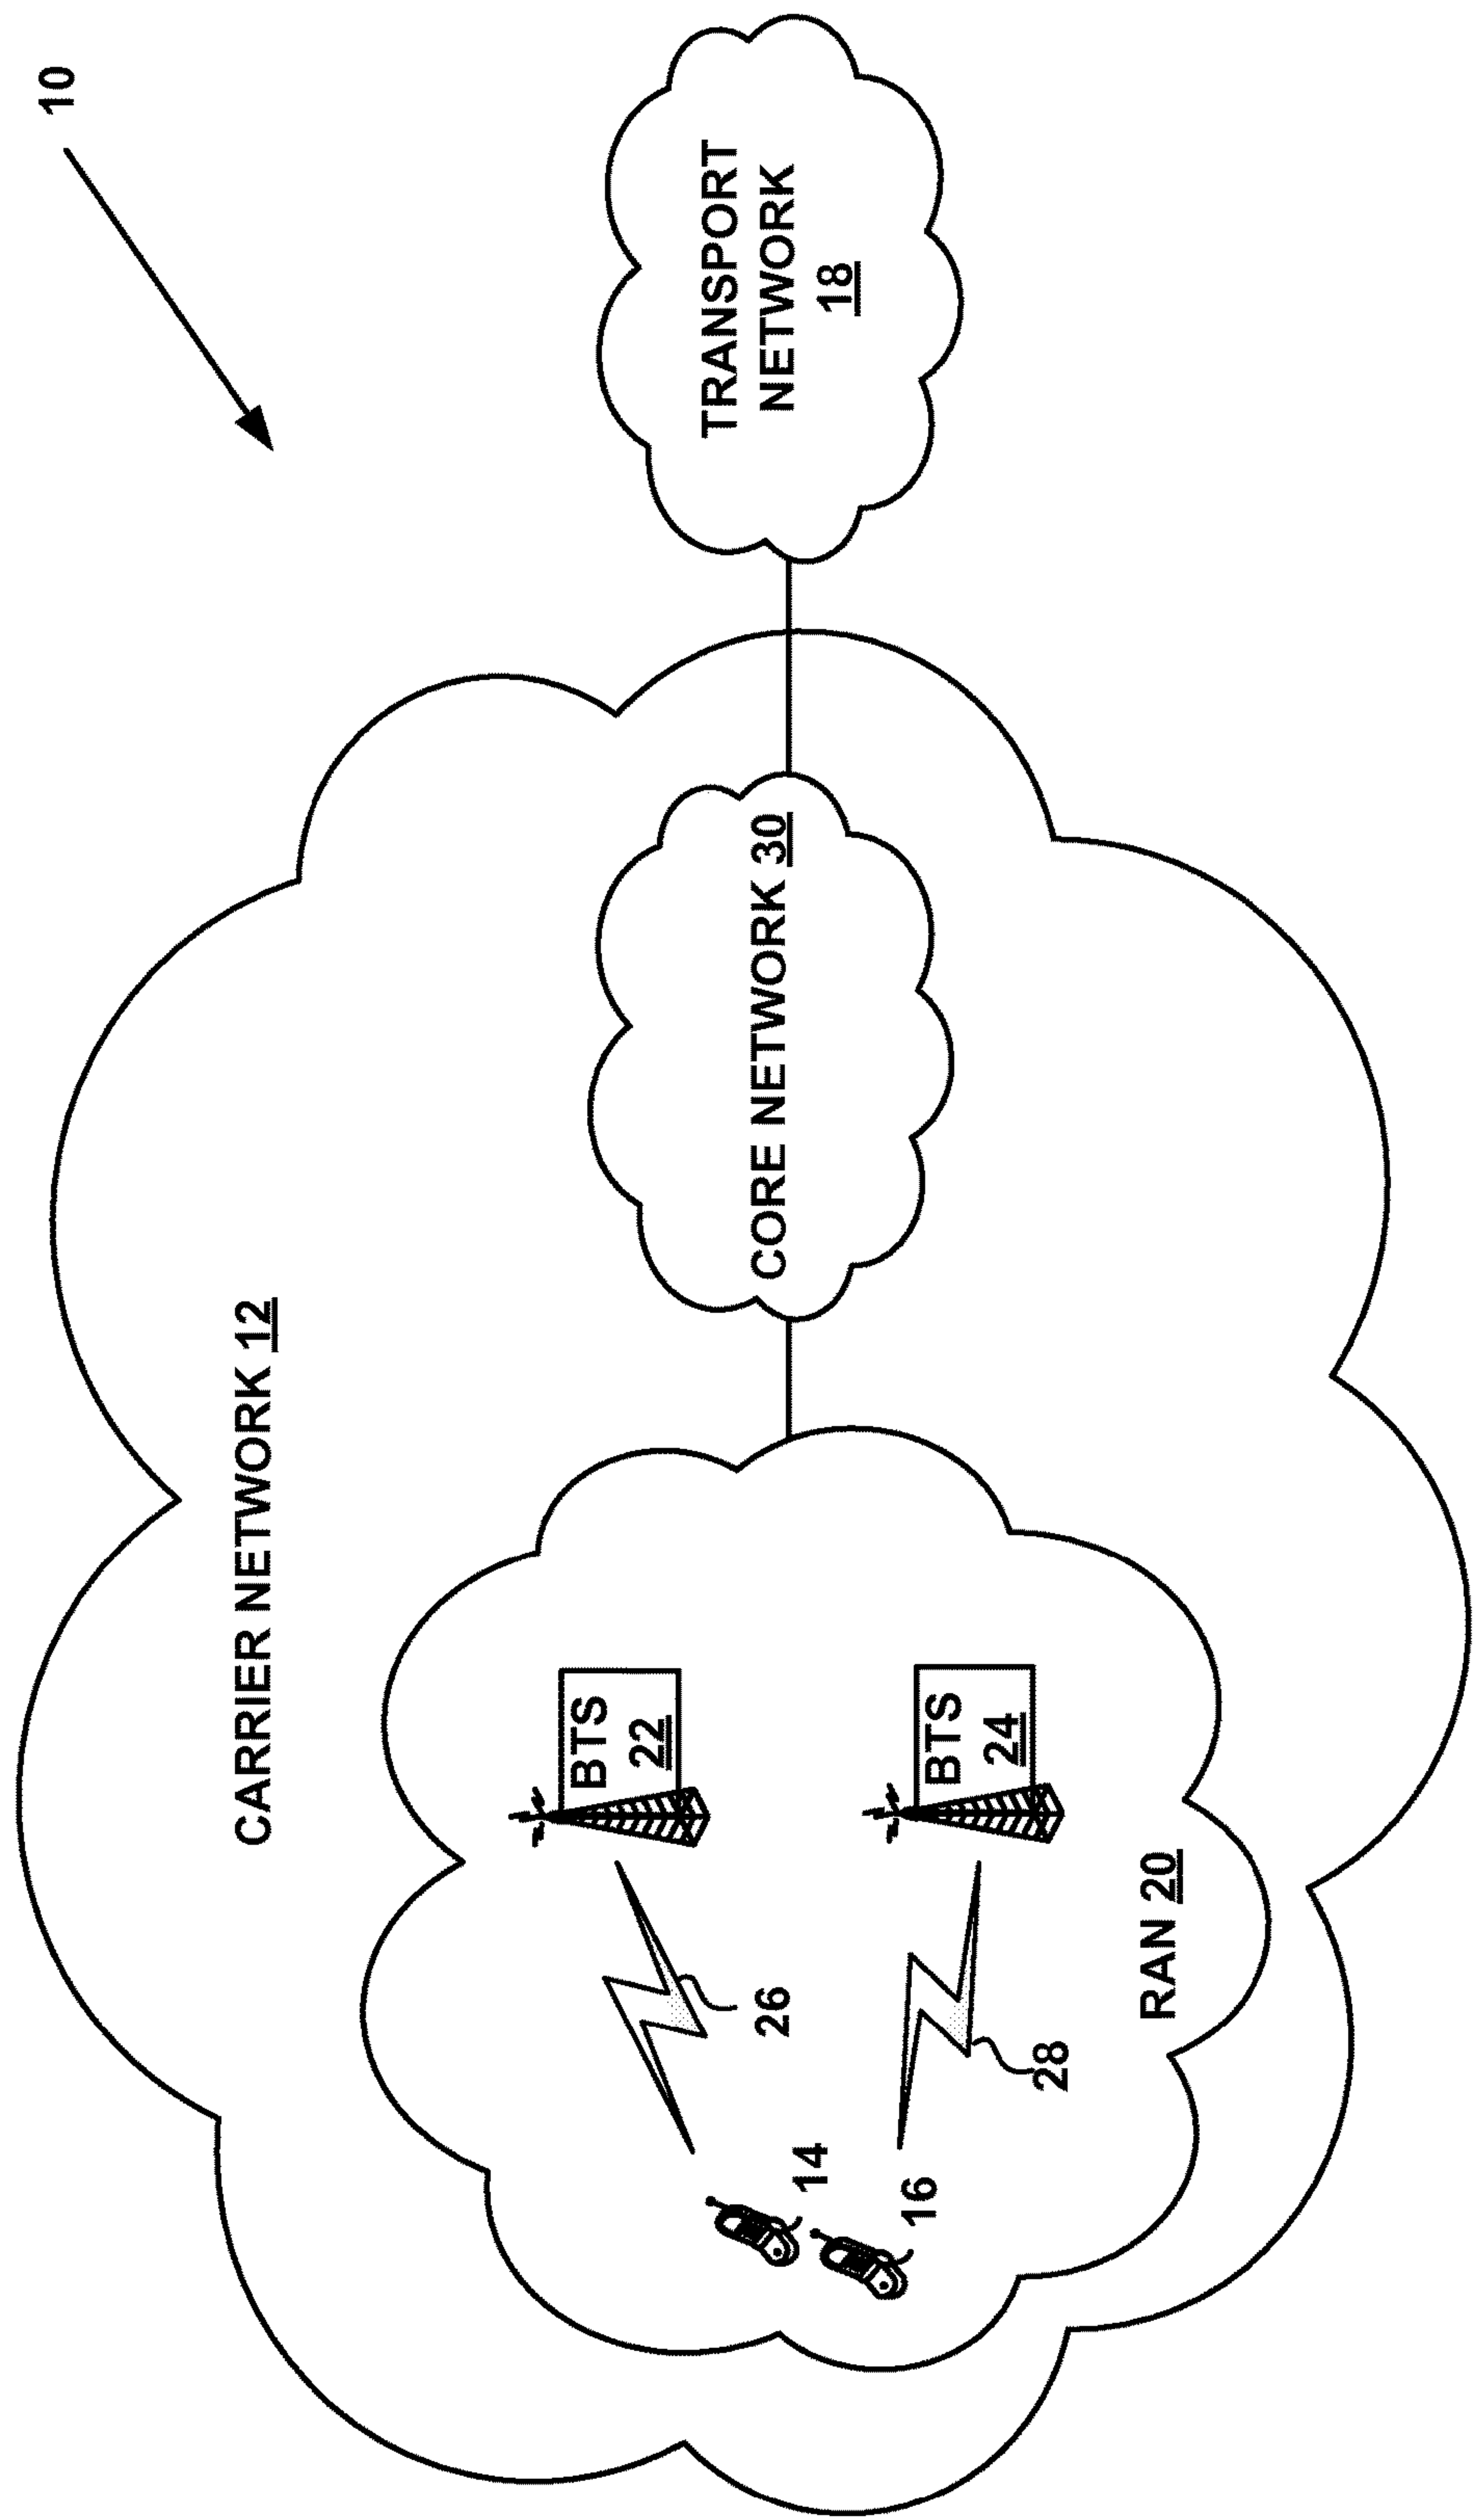 10
CARRIER NETWORK 12
TRANSPORT
NETWORK
18
CORE NETWORK 30
BTS
22
26
14
BTS
24
16
28
RAN 20